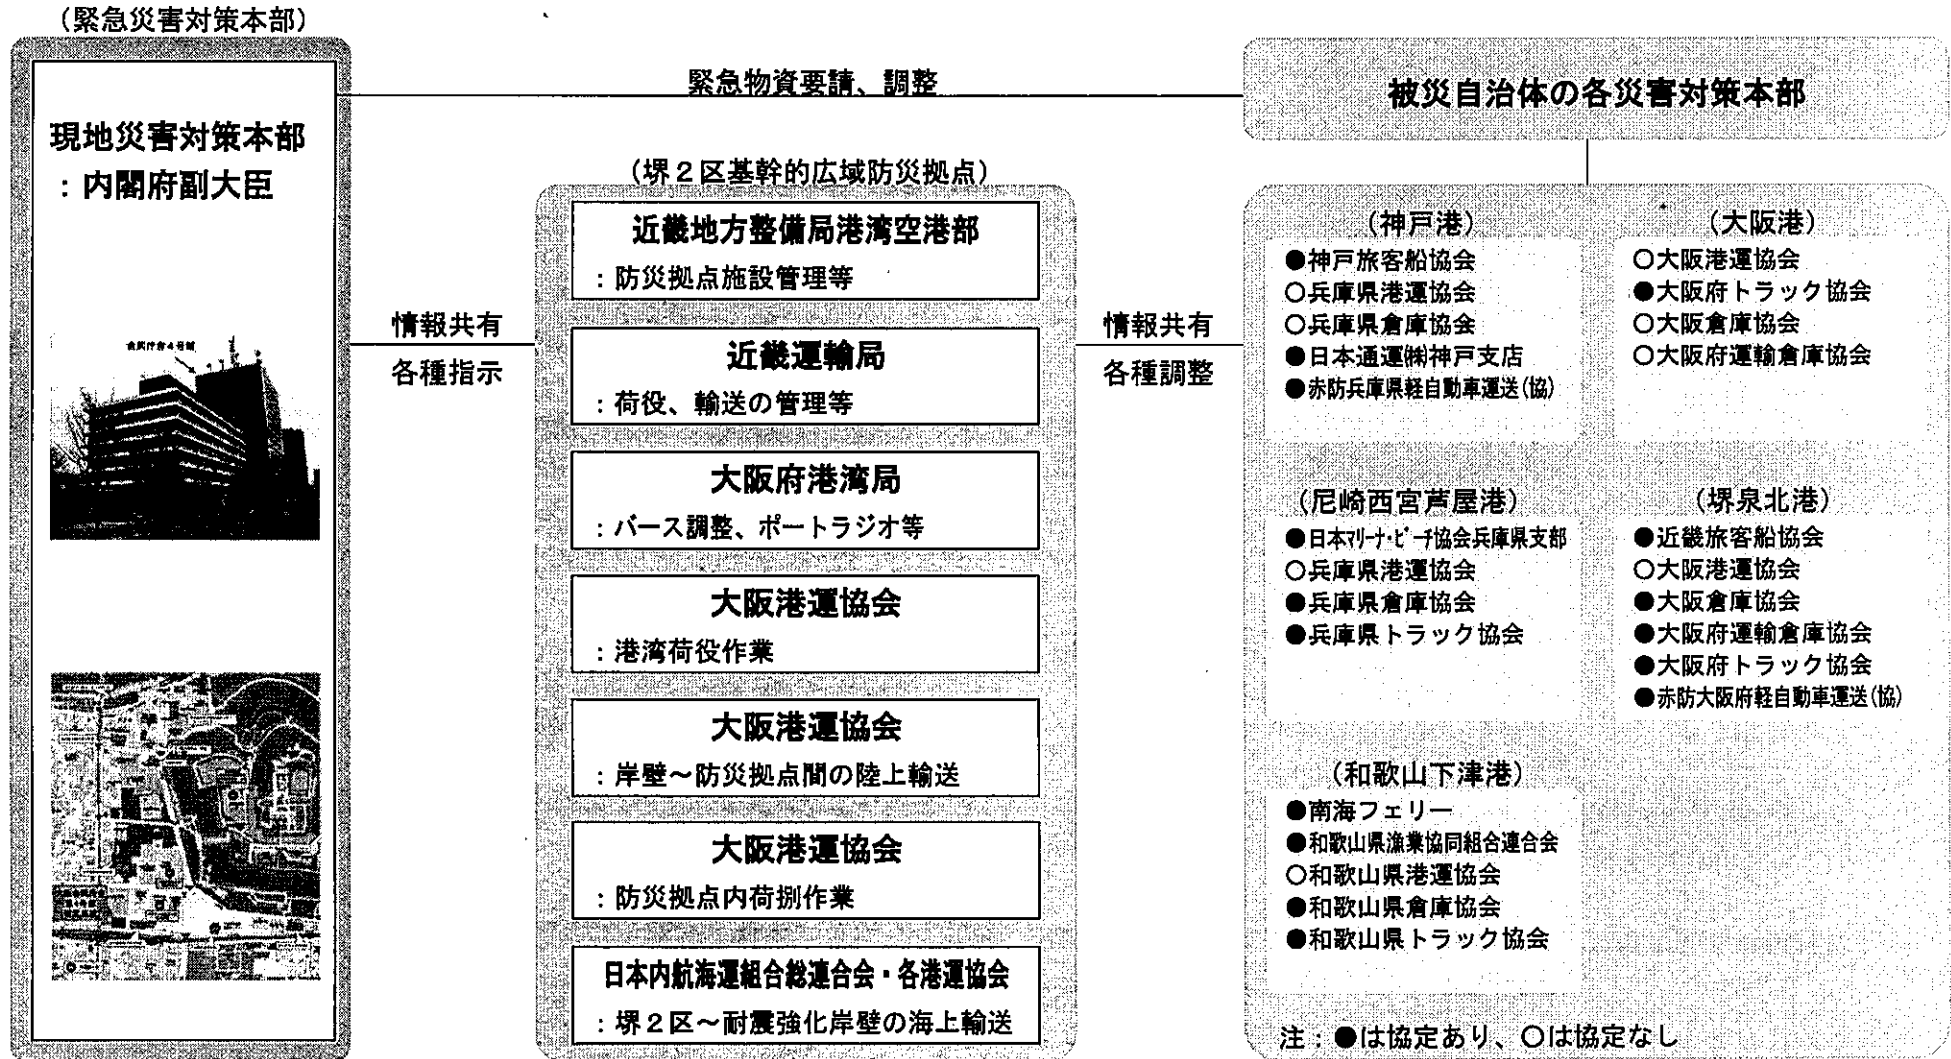 （緊急災害対策本部）
現地災害対策本部
：内閣府副大臣
緊急物資要請、調整
被災自治体の各災害対策本部
情報共有
各種指示
（堺２区基幹的広域防災拠点）
近畿地方整備局港湾空港部
：防災拠点施設管理等
近畿運輸局
：荷役、輸送の管理等
大阪府港湾局
：バース調整、ポートラジオ等
大阪港運協会
：港湾荷役作業
大阪港運協会
：岸壁～防災拠点間の陸上輸送
大阪港運協会
：防災拠点内荷捌作業
日本内航海運組合総連合会・各港運協会
：堺２区～耐震強化岸壁の海上輸送
情報共有
各種調整
（神戸港）
●神戸旅客船協会
○兵庫県港運協会
○兵庫県倉庫協会
●日本通運㈱神戸支店
●赤防兵庫県軽自動車運送(協)
（大阪港）
○大阪港運協会
●大阪府トラック協会
○大阪倉庫協会
○大阪府運輸倉庫協会
（尼崎西宮芦屋港）
●日本ﾏﾘｰﾅ･ﾋﾞｰﾁ協会兵庫県支部
○兵庫県港運協会
●兵庫県倉庫協会
●兵庫県トラック協会
（堺泉北港）
●近畿旅客船協会
○大阪港運協会
●大阪倉庫協会
●大阪府運輸倉庫協会
●大阪府トラック協会
●赤防大阪府軽自動車運送(協)
（和歌山下津港）
●南海フェリー
●和歌山県漁業協同組合連合会
○和歌山県港運協会
●和歌山県倉庫協会
●和歌山県トラック協会
注：●は協定あり、○は協定なし